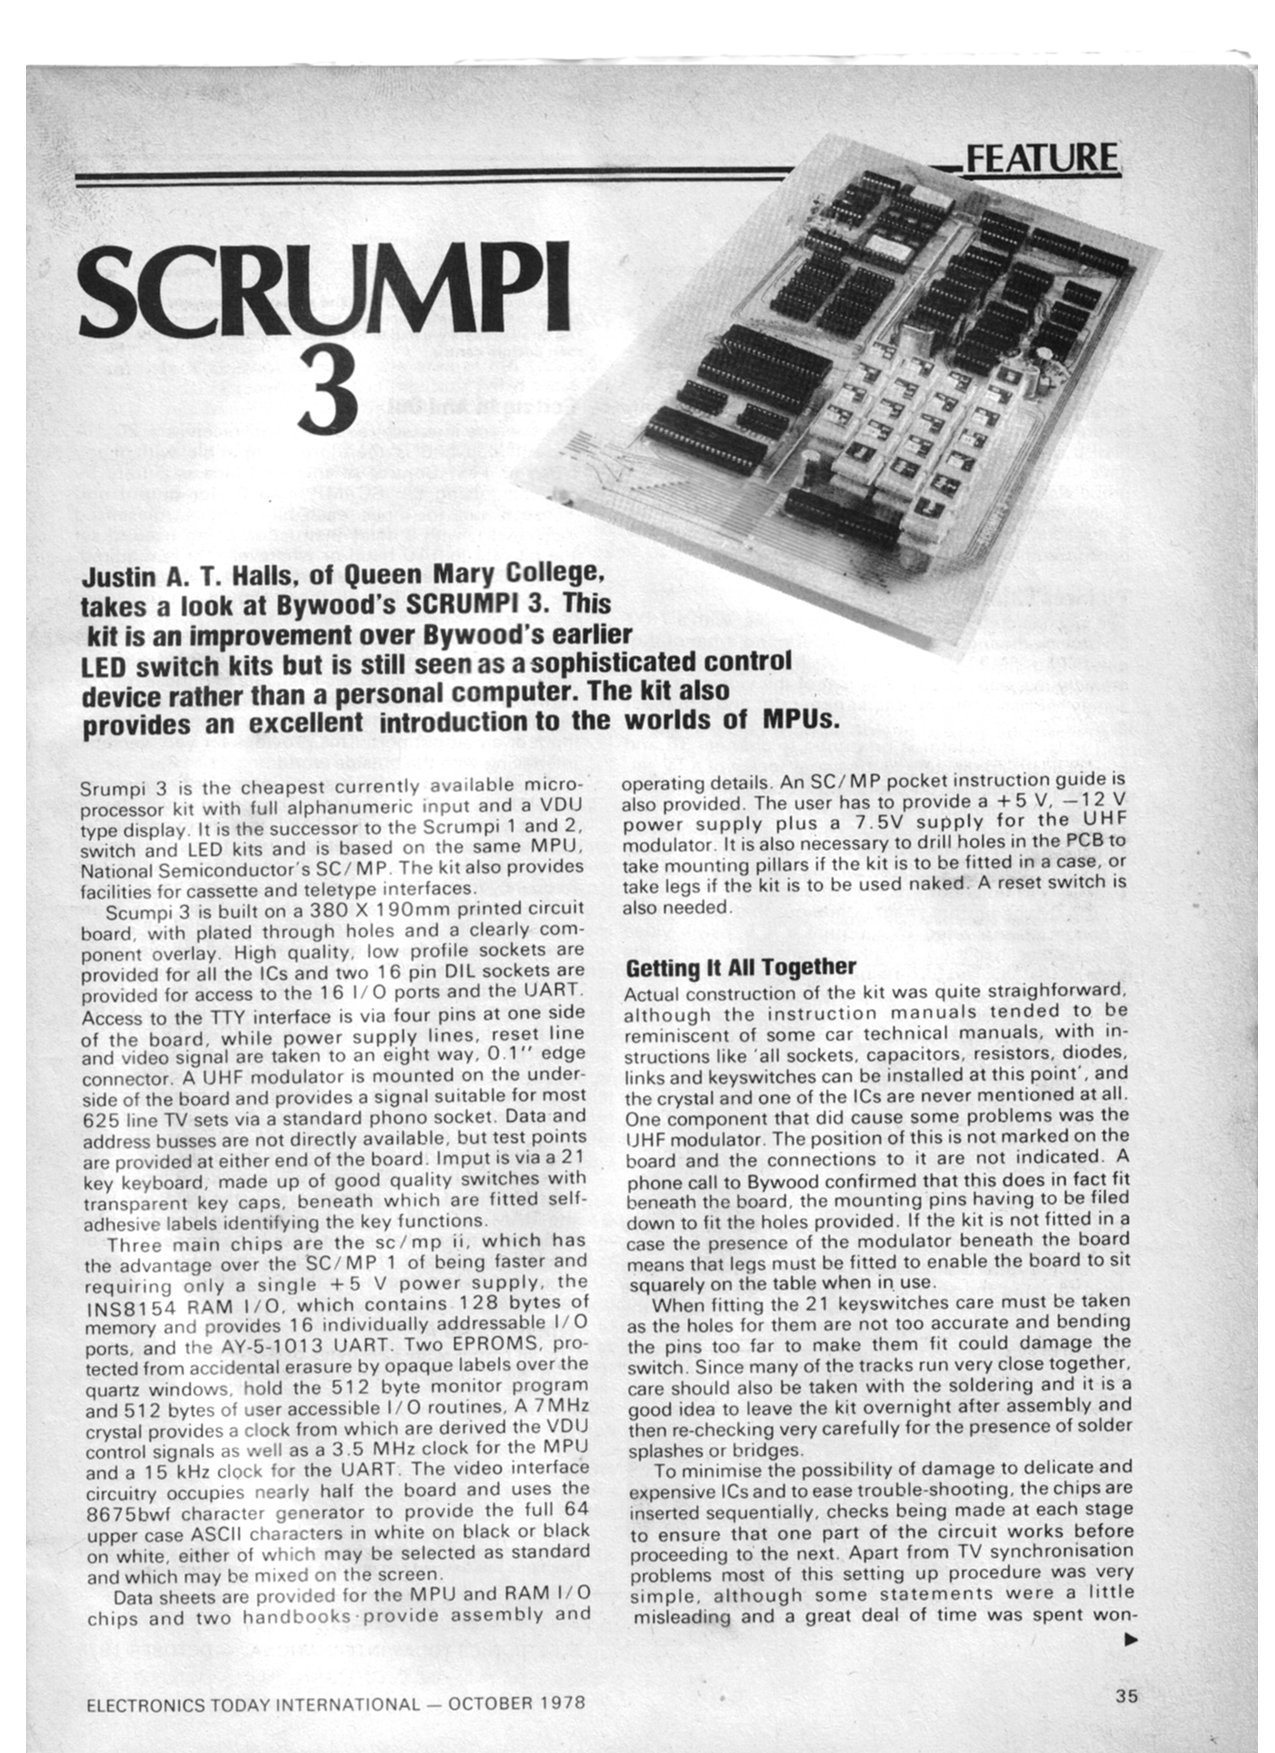 FEATURE
SCRUMPI
3
Justin A. T. Halls, of Queen Mary College,
takes a look at Bywood's SCRUMPI 3. This
kit is an improvement over Bywood's earlier
LED switch kits but is still seen as a sophisticated control
device rather than a personal computer. The kit also
provides an excellent introduction to the worlds of MPUs.
Srumpi 3 is the cheapest currently available micro-
processor kit with full alphanumeric input and a VDU
type display. It is the successor to the Scrumpi 1 and 2,
switch and LED kits and is based on the same MPU,
National Semiconductor's SC/MP. The kit also provides
facilities for cassette and teletype interfaces.
Scumpi 3 is built on a 380 X 190mm printed circuit
board, with plated through holes and a clearly com-
ponent overlay. High quality, low profile sockets are
provided for all the ICs and two 16 pin DIL sockets are
provided for access to the 16 I/O ports and the UART.
Access to the TTY interface is via four pins at one side
of the board, while power supply lines, reset line
and video signal are taken to an eight way, 0.1'' edge
connector. A UHF modulator is mounted on the under-
side of the board and provides a signal suitable for most
625 line TV sets via a standard phono socket. Data and
address busses are not directly available, but test points
are provided at either end of the board. Imput is via a 21
key keyboard, made up of good quality switches with
transparent key caps, beneath which are fitted self-
adhesive labels identifying the key functions.
Three main chips are the sc/mp ii, which has
the advantage over the SC/MP 1 of being faster and
requiring only a single +5 V power supply, the
INS8154 RAM I/O, which contains 128 bytes of
memory and provides 16 individually addressable I/O
ports, and the AY-5-1013 UART. Two EPROMS, pro-
tected from accidental erasure by opaque labels over the
quartz windows, hold the 512 byte monitor program
and 512 bytes of user accessible I/O routines, A 7MHz
crystal provides a clock from which are derived the VDU
control signals as well as a 3.5 MHz clock for the MPU
and a 15 kHz clock for the UART. The video interface
circuitry occupies nearly half the board and uses the
8675bwf character generator to provide the full 64
upper case ASCII characters in white on black or black
on white, either of which may be selected as standard
and which may be mixed on the screen.
Data sheets are provided for the MPU and RAM I/O
chips and two handbooks provide assembly and
operating details. An SC/MP pocket instruction guide is
also provided. The user has to provide a +5 V, —12 V
power supply plus a 7.5V supply for the UHF
modulator. It is also necessary to drill holes in the PCB to
take mounting pillars if the kit is to be fitted in a case, or
take legs if the kit is to be used naked. A reset switch is
also needed.
Getting It All Together
Actual construction of the kit was quite straighforward,
although the instruction manuals tended to be
reminiscent of some car technical manuals, with in-
structions like 'all sockets, capacitors, resistors, diodes,
links and keyswitches can be installed at this point', and
the crystal and one of the ICs are never mentioned at all.
One component that did cause some problems was the
UHF modulator. The position of this is not marked on the
board and the connections to it are not indicated. A
phone call to Bywood confirmed that this does in fact fit
beneath the board, the mounting pins having to be filed
down to fit the holes provided. If the kit is not fitted in a
case the presence of the modulator beneath the board
means that legs must be fitted to enable the board to sit
squarely on the table when in use.
When fitting the 21 keyswitches care must be taken
as the holes for them are not too accurate and bending
the pins too far to make them fit could damage the
switch. Since many of the tracks run very close together,
care should also be taken with the soldering and it is a
good idea to leave the kit overnight after assembly and
then re-checking very carefully for the presence of solder
splashes or bridges.
To minimise the possibility of damage to delicate and
expensive ICs and to ease trouble-shooting, the chips are
inserted sequentially, checks being made at each stage
to ensure that one part of the circuit works before
proceeding to the next. Apart from TV synchronisation
problems most of this setting up procedure was very
simple, although some statements were a little
misleading and a great deal of time was spent won-
ELECTRONICS TODAY INTERNATIONAL — OCTOBER 1978
35